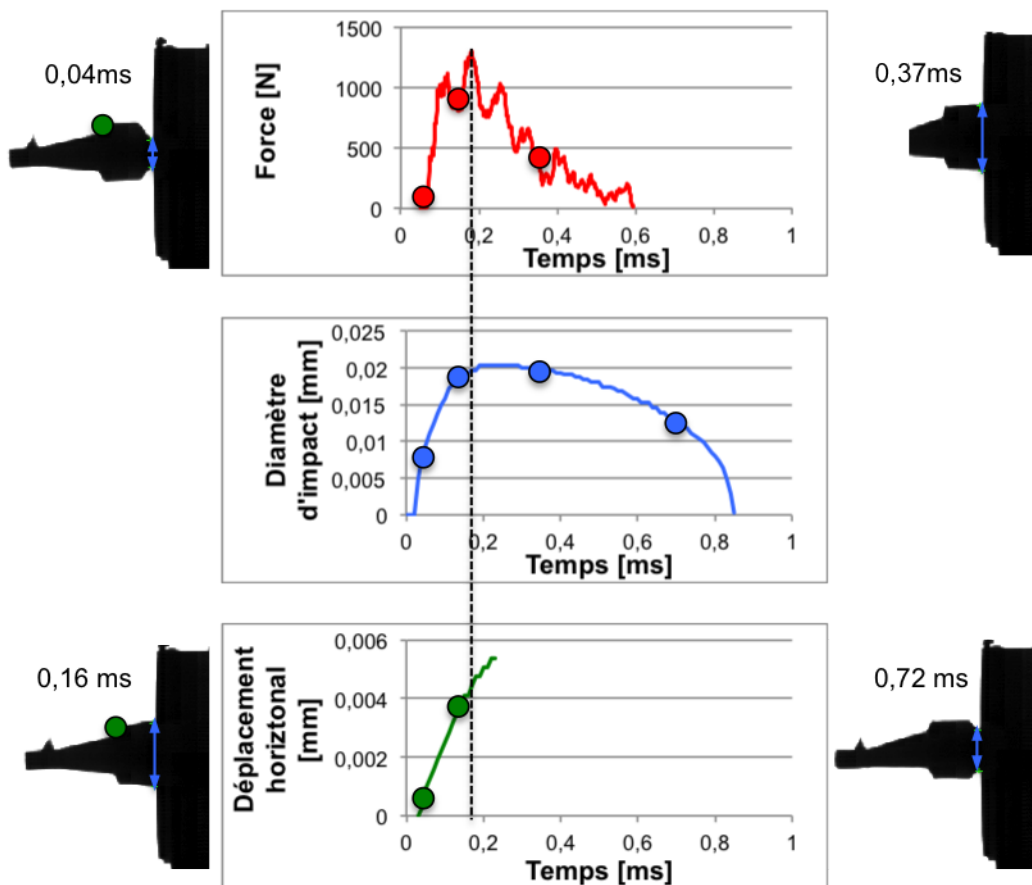 0,04ms
Force [N]
1500
1000
500
0
0
0,2
0,4
0,6
0,8
1
Temps [ms]
0,37ms
Diamètre
d'impact [mm]
0,025
0,02
0,015
0,01
0,005
0
0
0,2
0,4
0,6
0,8
1
Temps [ms]
0,16 ms
Déplacement
horiztonal
[mm]
0,006
0,004
0,002
0
0
0,2
0,4
0,6
0,8
1
Temps [ms]
0,72 ms